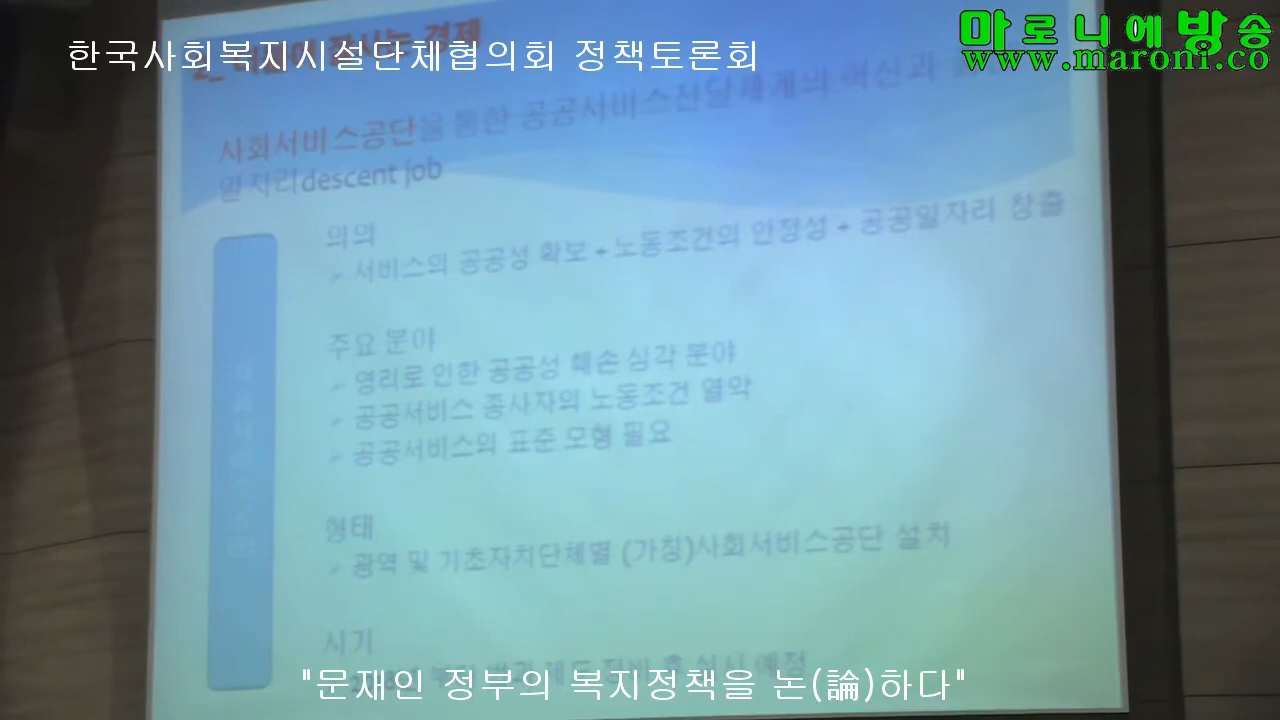 마로니에방송
www.maroni.co
한국사회복지시설단체협의회 정책토론회
사회서비스공단을 통한 공공서비스전달체계의 혁신과
일자리descent job
의의
서비스의 공공성 확보 + 노동조건의 안정성 + 공공일자리 창출
주요 분야
영리로 인한 공공성 훼손 심각 분야
공공서비스 종사자의 노동조건 열악
공공서비스의 표준 모형 필요
형태
광역 및 기초자치단체별 (가칭)사회서비스공단 설치
시기
예정
"문재인 정부의 복지정책을 논(論)하다"